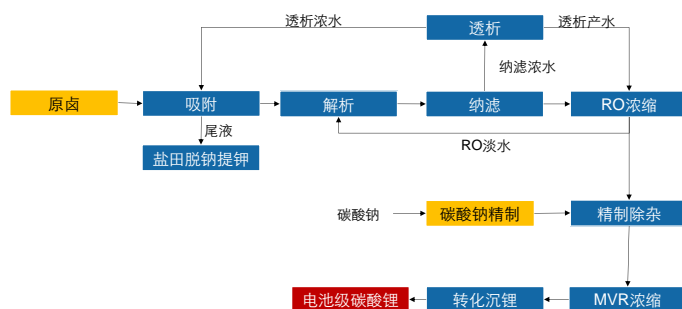 透析浓水
透析
透析产水
纳滤浓水
原卤
吸附
解析
纳滤
RO浓缩
尾液
RO淡水
盐田脱钠提钾
碳酸钠
碳酸钠精制
精制除杂
电池级碳酸锂
转化沉锂
MVR浓缩